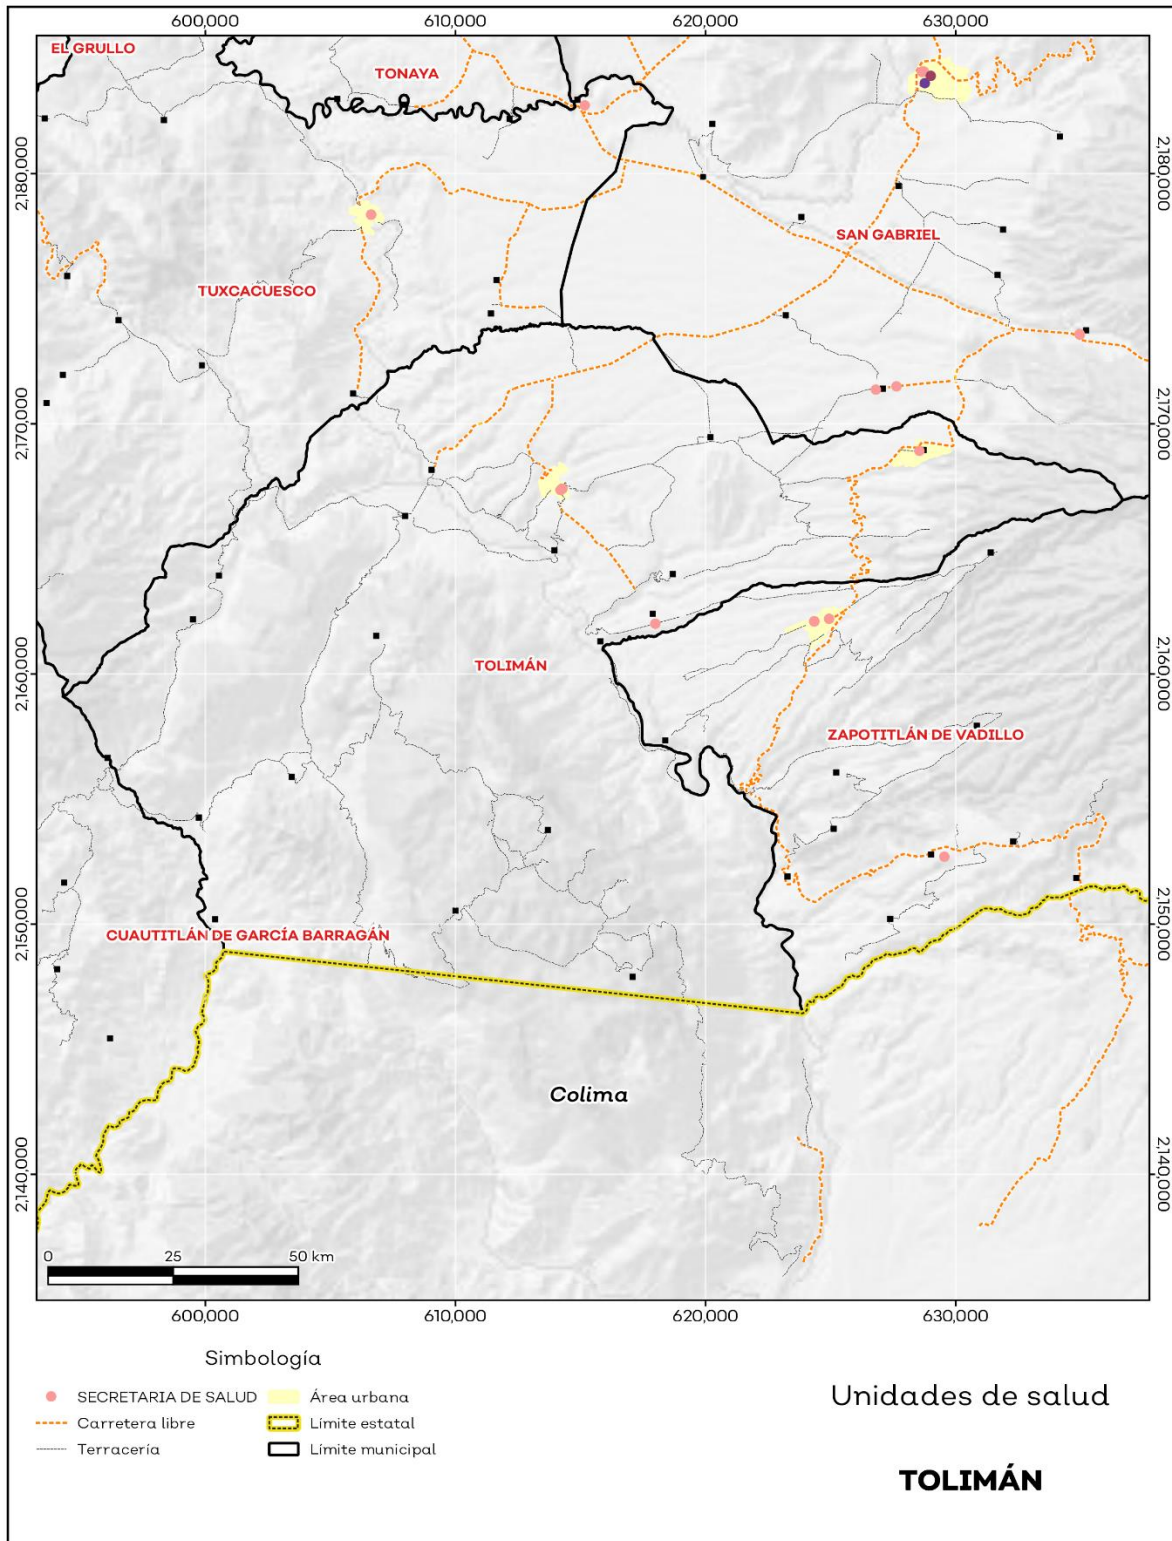 600,000
610,000
620,000
630,000
EL GRULLO
TONAYA
2,180,000
2,180,000
SAN GABRIEL
TUXCACUESCO
2,170,000
2,170,000
TOLIMÁN
2,160,000
2,160,000
ZAPOTITLÁN DE VADILLO
2,150,000
2,150,000
CUAUTITLÁN DE GARCÍA BARRAGÁN
Colima
2,140,000
2,140,000
0 25 50 km
600,000
610,000
620,000
630,000
Simbología
SECRETARIA DE SALUD
Área urbana
Carretera libre
Límite estatal
Terracería
Límite municipal
Unidades de salud
TOLIMÁN